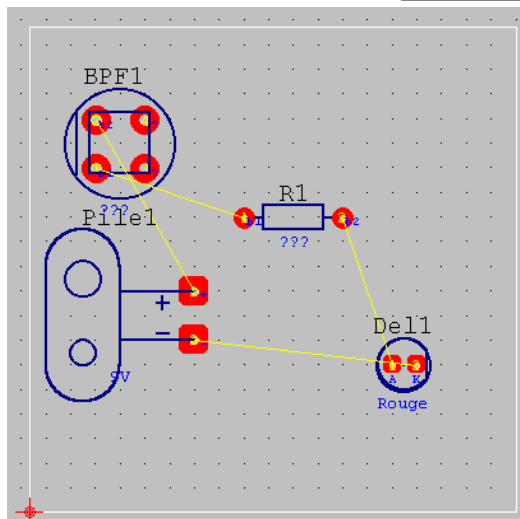 BPF1
???
R1
???
Pile1
+
−
9V
Del1
A K
Rouge